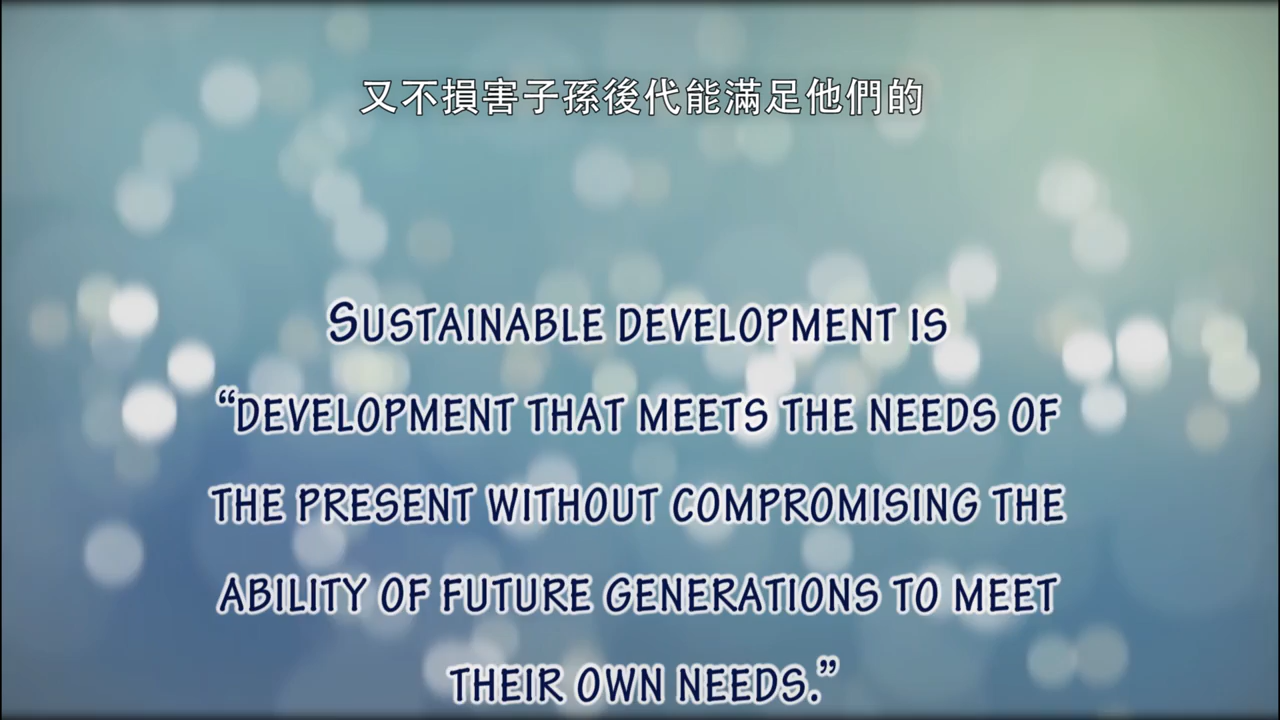 又不損害子孫後代能滿足他們的
SUSTAINABLE DEVELOPMENT IS
“DEVELOPMENT THAT MEETS THE NEEDS OF
THE PRESENT WITHOUT COMPROMISING THE
ABILITY OF FUTURE GENERATIONS TO MEET
THEIR OWN NEEDS.”